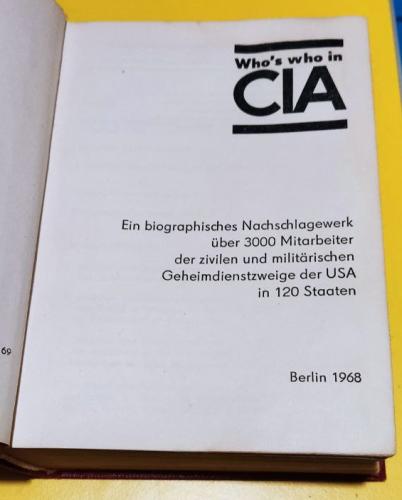 Who's who in
CIA
Ein biographisches Nachschlagewerk
über 3000 Mitarbeiter
der zivilen und militärischen
Geheimdienstzweige der USA
in 120 Staaten
69
Berlin 1968